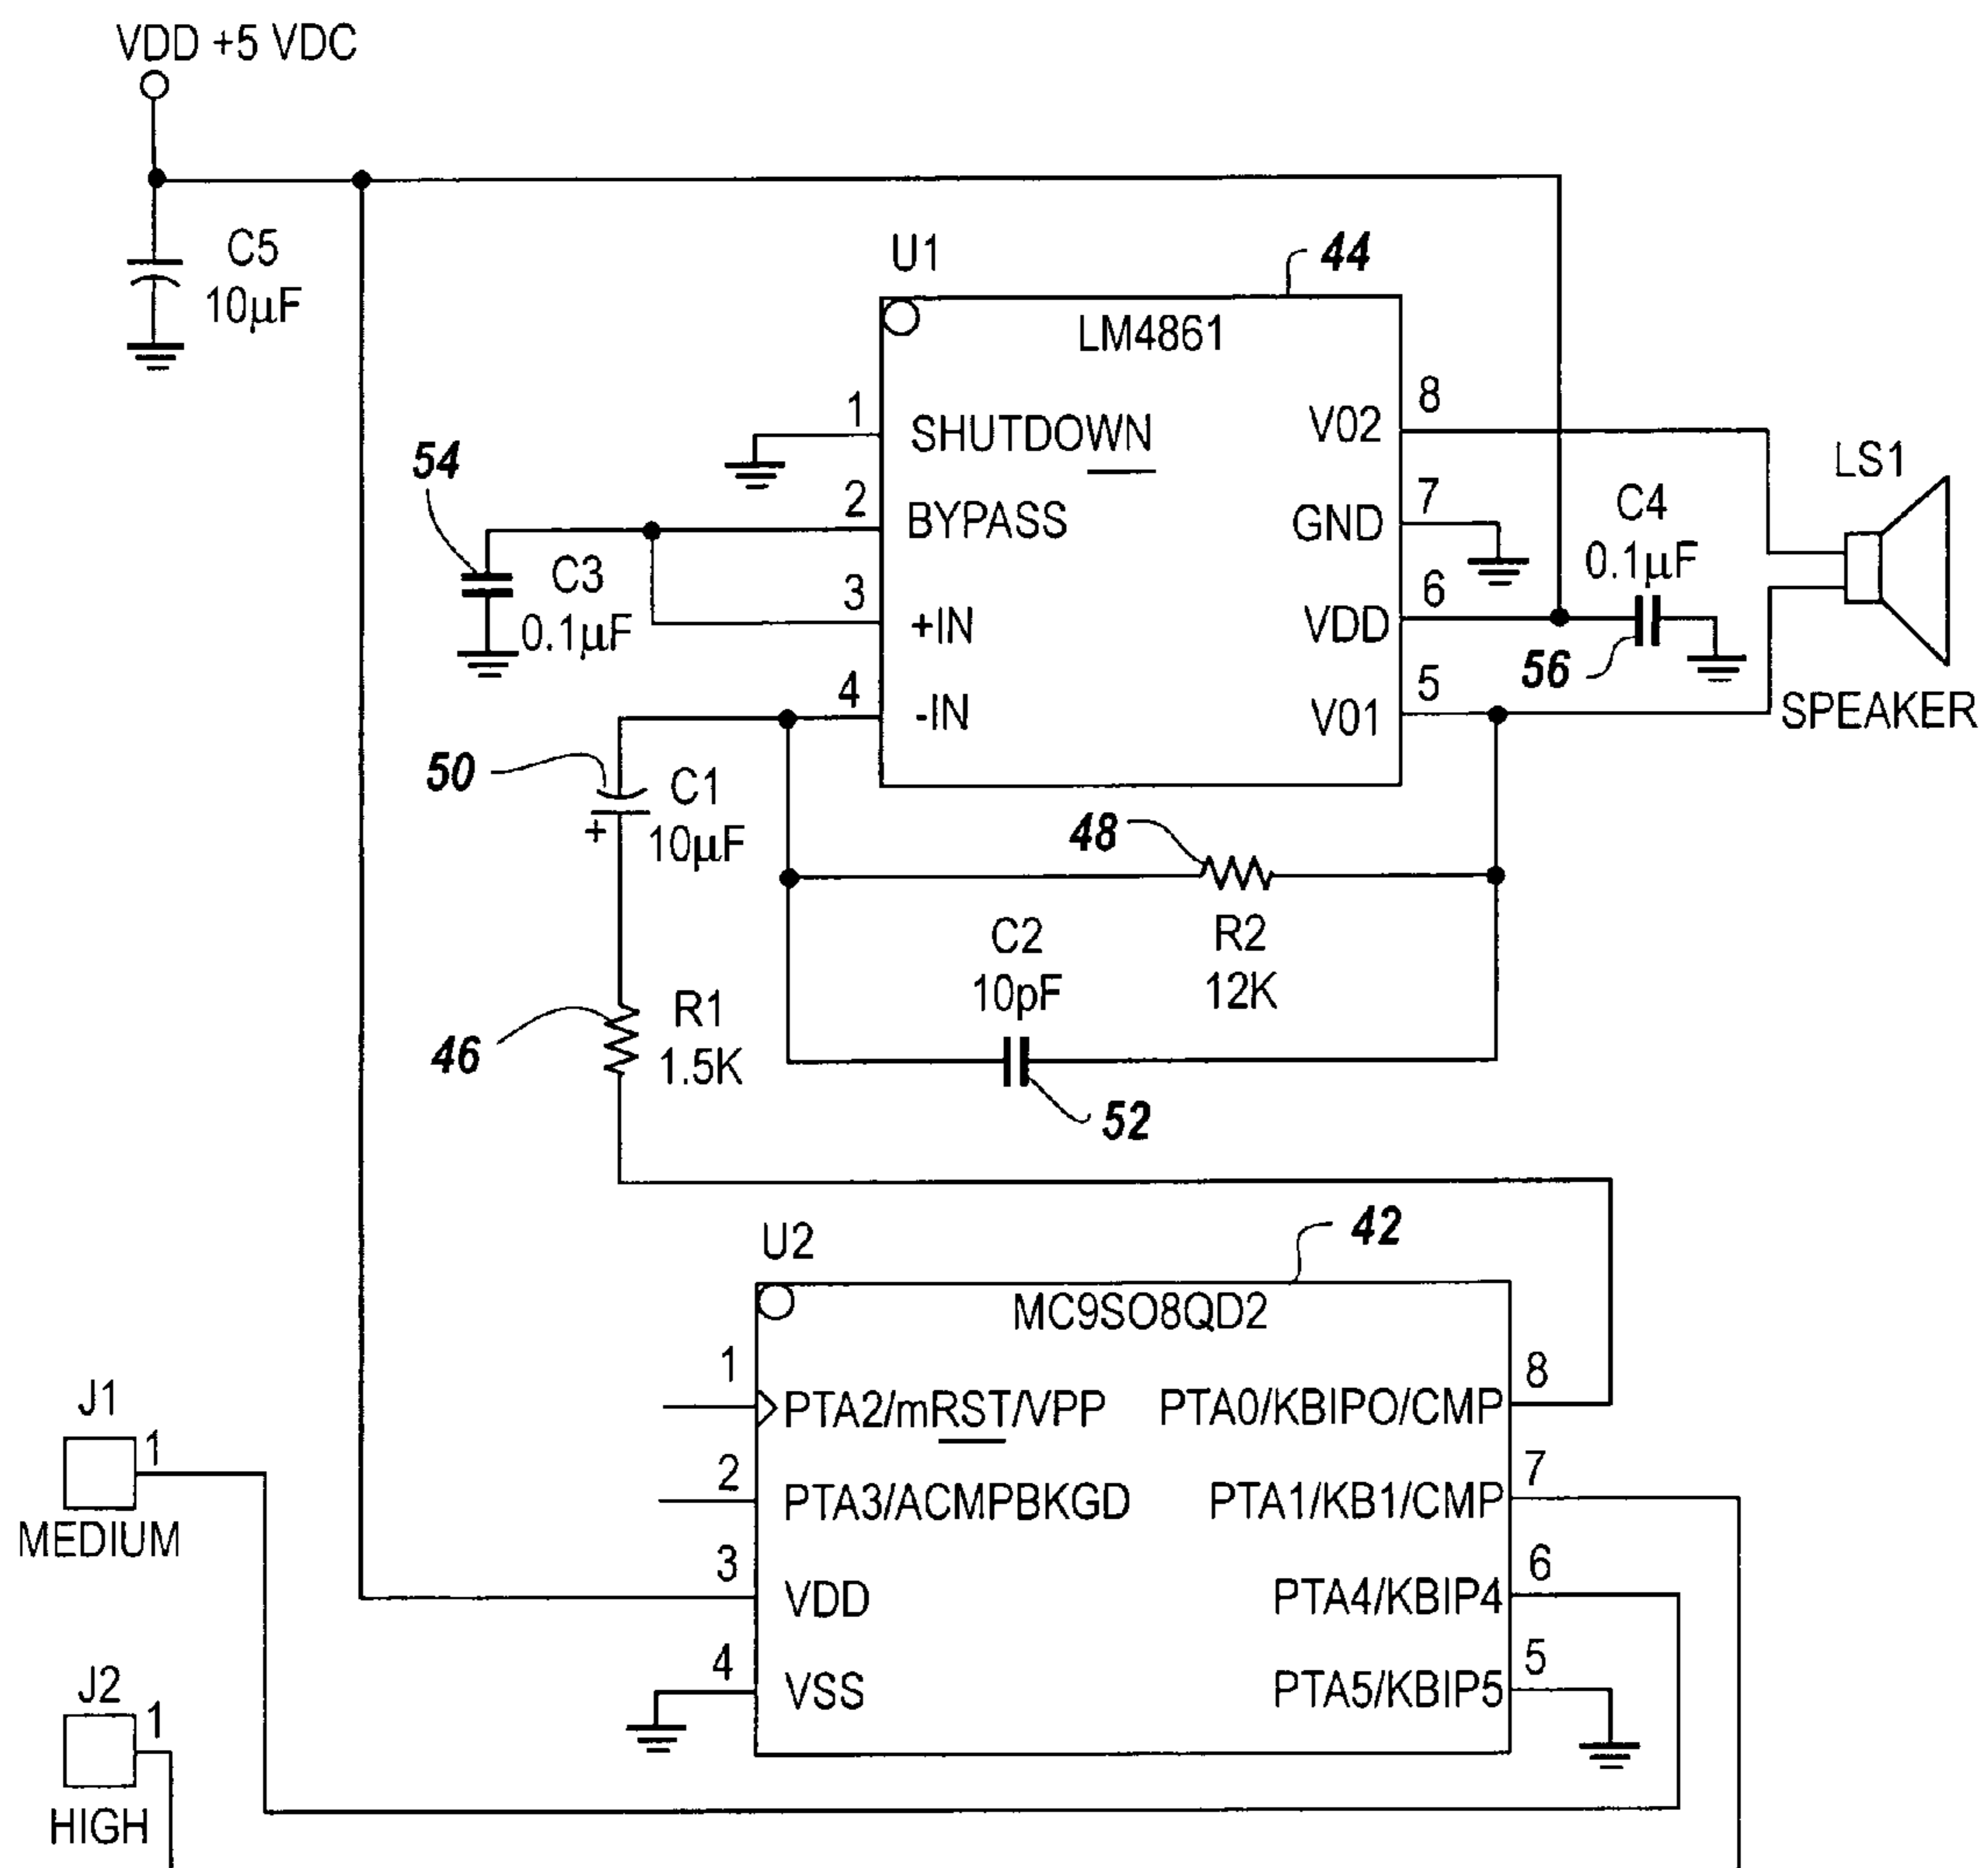 VDD +5 VDC
C5
10µF
U1
44
LM4861
1
SHUTDOWN
2
BYPASS
3
+IN
4
-IN
8
V02
7
GND
6
VDD
5
V01
54
C3
0.1µF
C4
0.1µF
56
LS1
SPEAKER
50
C1
+
10µF
48
R2
12K
C2
10pF
52
R1
1.5K
46
U2
42
MC9SO8QD2
1
PTA2/mRST/VPP
2
PTA3/ACMPBKGD
3
VDD
4
VSS
8
PTA0/KBIPO/CMP
7
PTA1/KB1/CMP
6
PTA4/KBIP4
5
PTA5/KBIP5
J1
1
MEDIUM
J2
1
HIGH